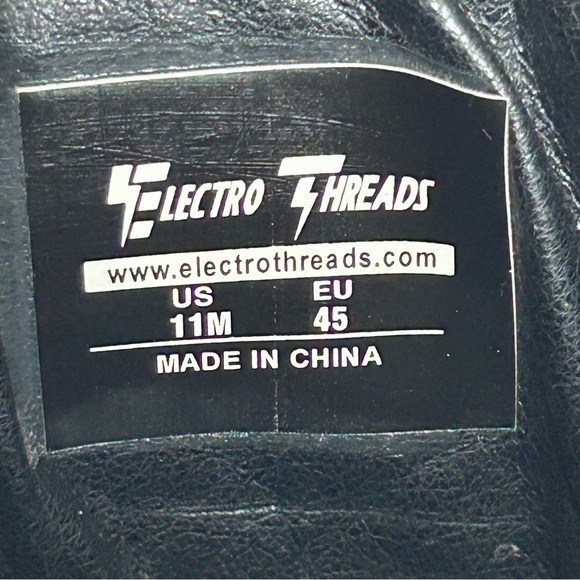 ELECTRO THREADS
www.electrothreads.com
US EU
11M 45
MADE IN CHINA